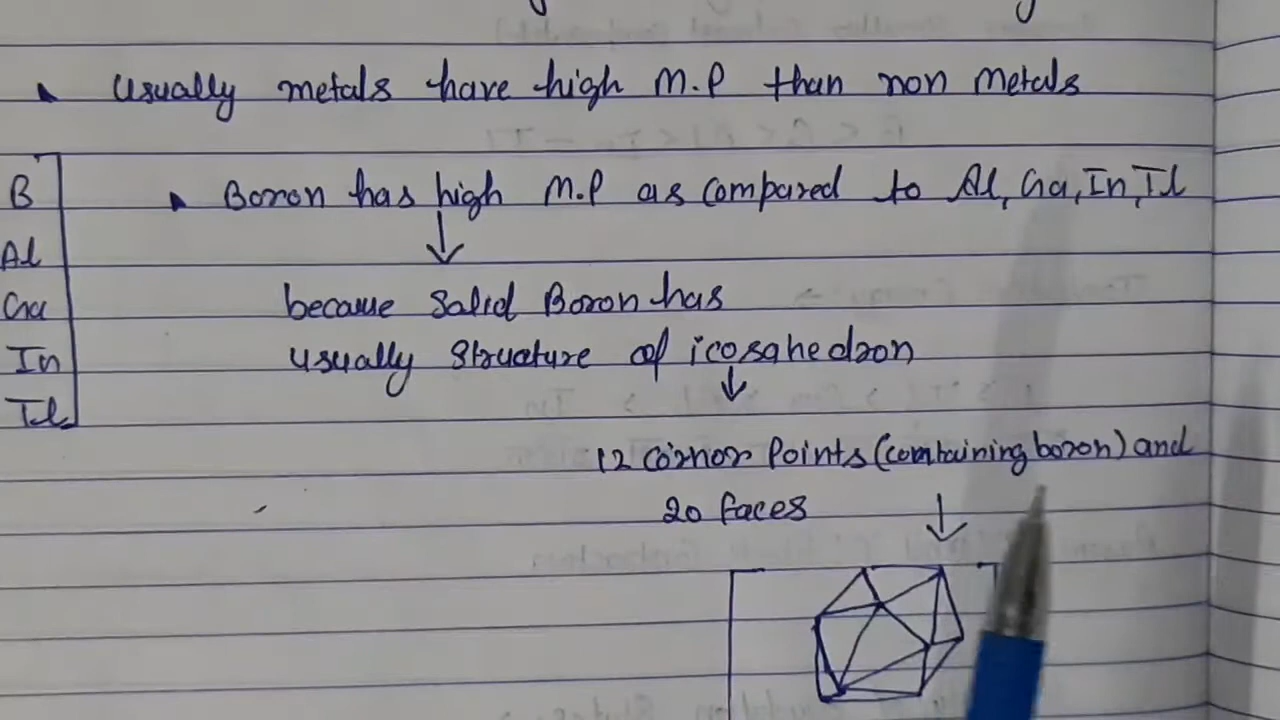 Usually metals have high M.P than non metals
B
Boron has high M.P as compared to Al, Ga, In, Tl
Al
because Solid Boron has
Ga
usually structure of icosahedron
In
Tl
12 cornor Points (containing boron) and
20 faces